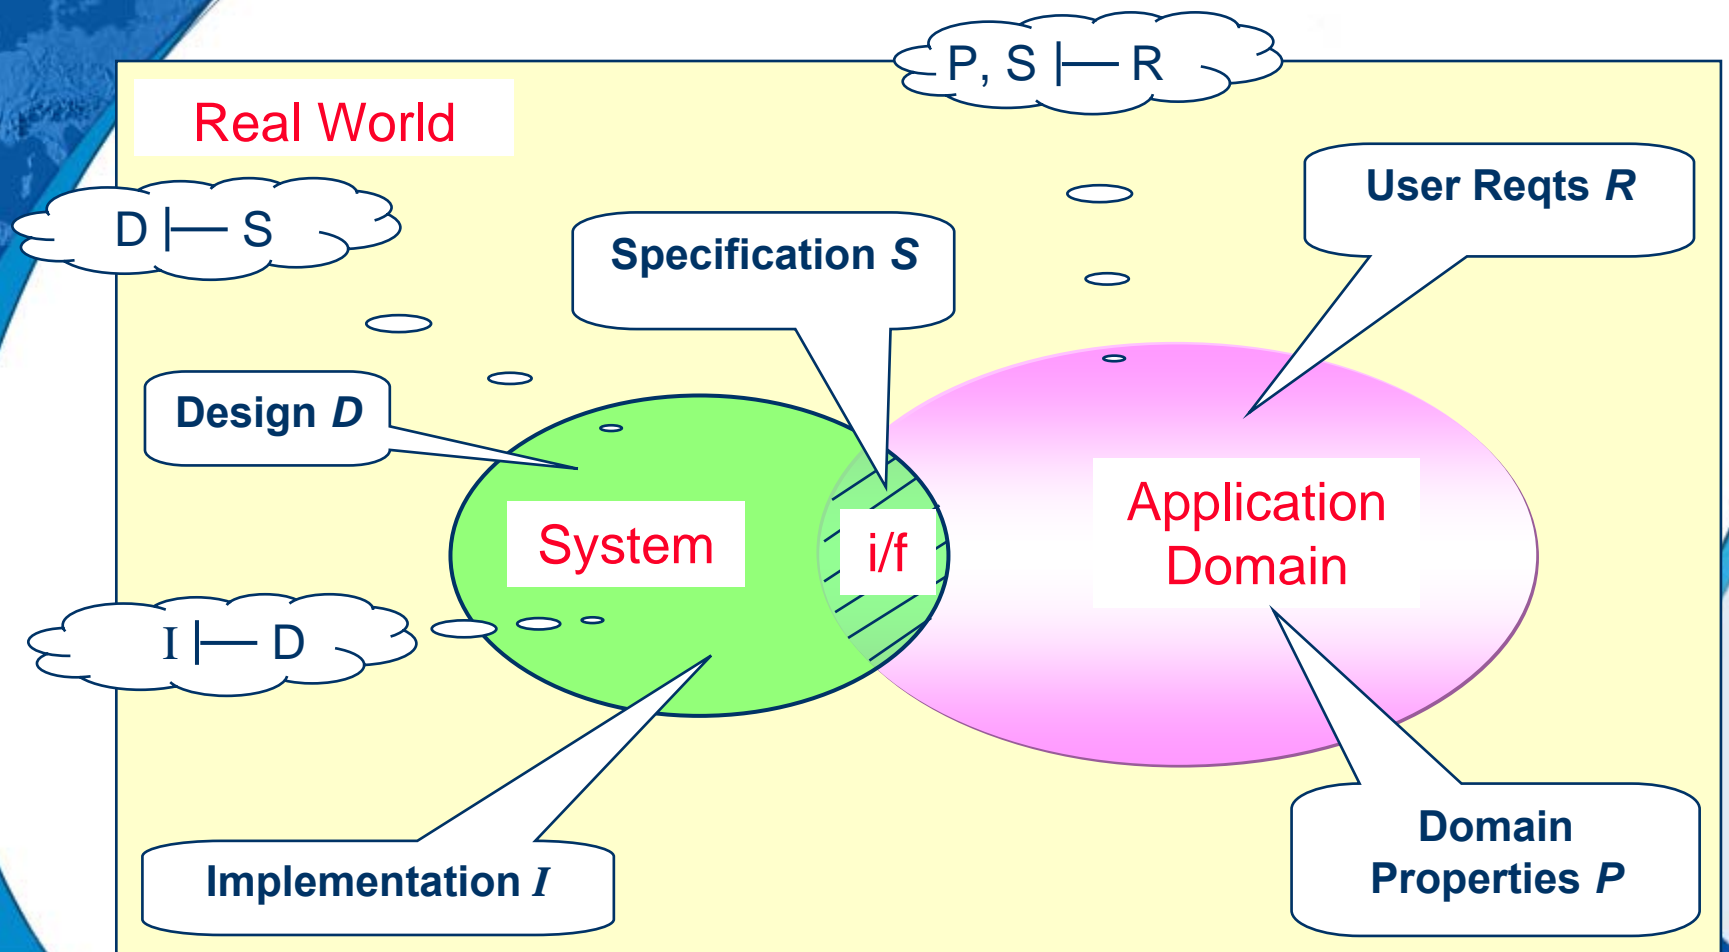 P, S ├─ R
Real World
User Reqts R
D ├─ S
Specification S
Design D
System
i/f
Application
Domain
I ├─ D
Implementation I
Domain
Properties P